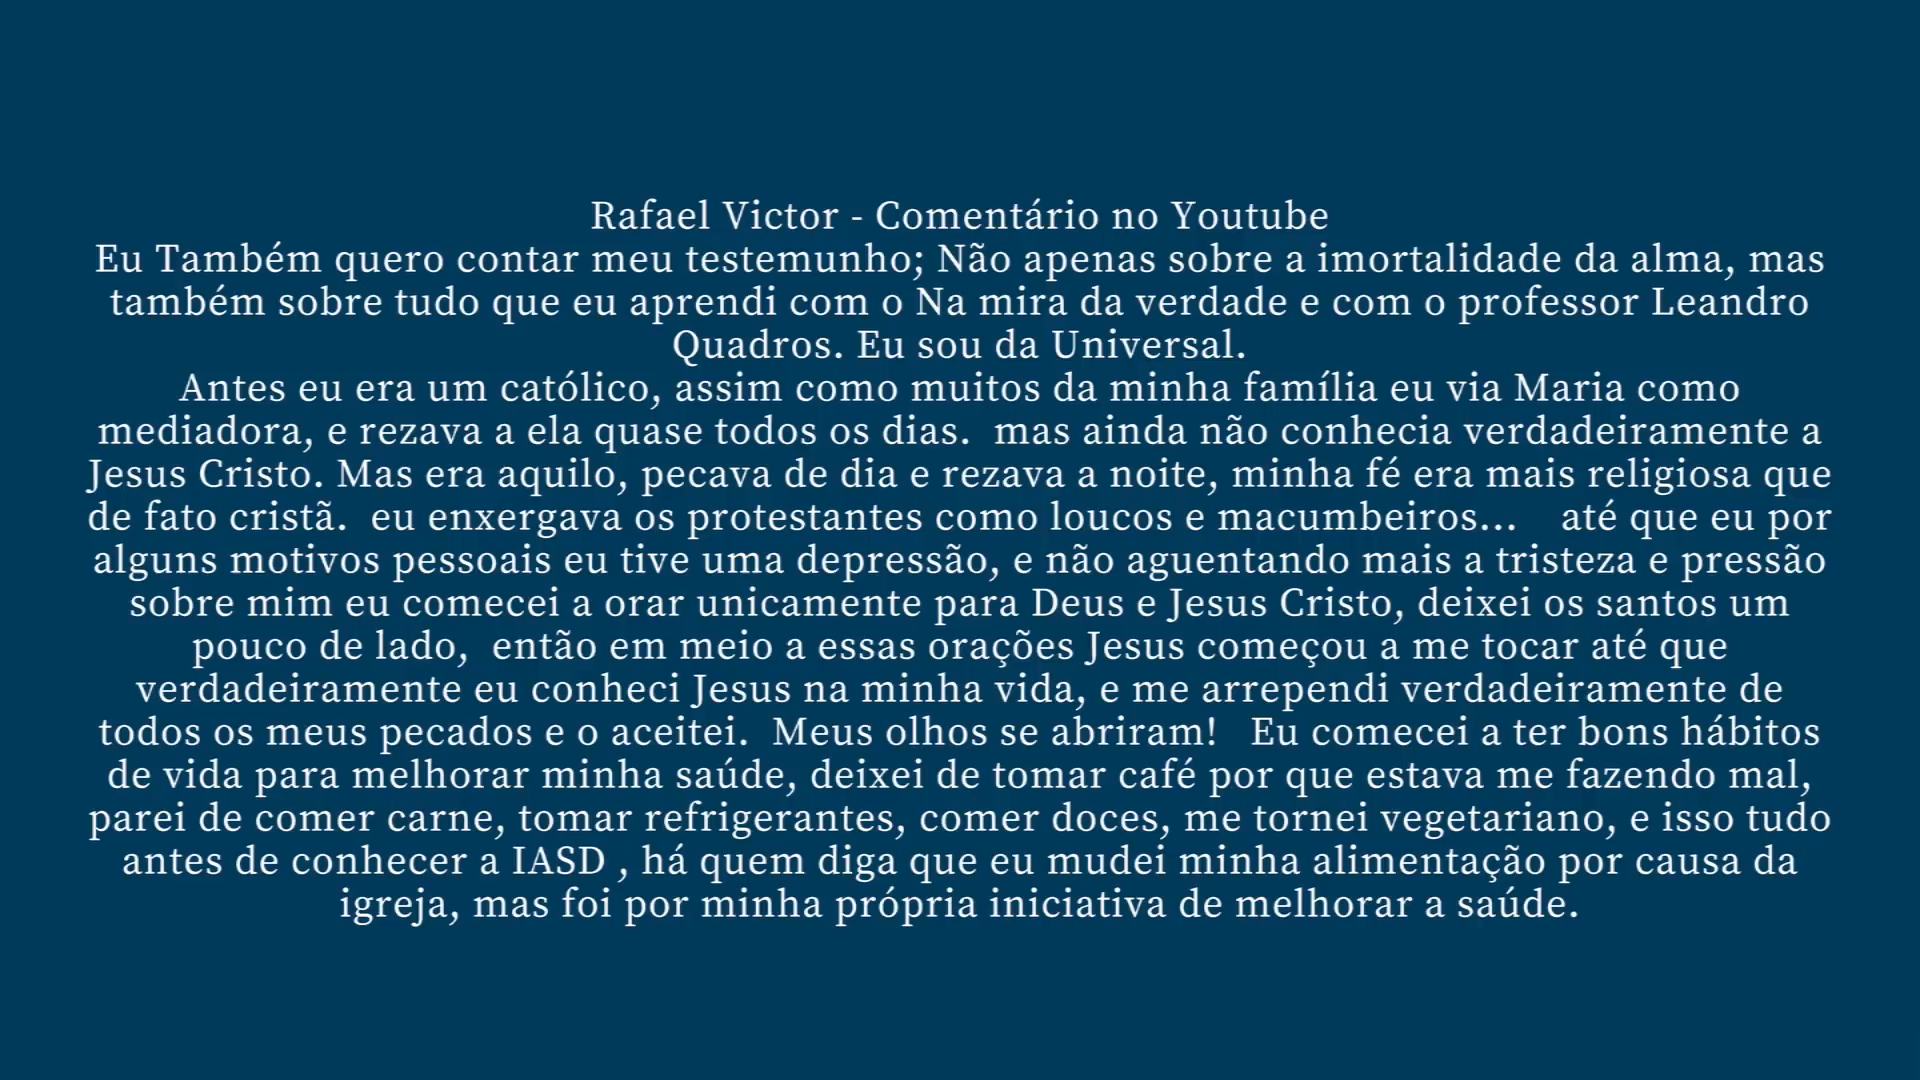 Rafael Victor - Comentário no Youtube
Eu Também quero contar meu testemunho; Não apenas sobre a imortalidade da alma, mas
também sobre tudo que eu aprendi com o Na mira da verdade e com o professor Leandro
Quadros. Eu sou da Universal.
Antes eu era um católico, assim como muitos da minha família eu via Maria como
mediadora, e rezava a ela quase todos os dias.  mas ainda não conhecia verdadeiramente a
Jesus Cristo. Mas era aquilo, pecava de dia e rezava a noite, minha fé era mais religiosa que
de fato cristã.  eu enxergava os protestantes como loucos e macumbeiros...    até que eu por
alguns motivos pessoais eu tive uma depressão, e não aguentando mais a tristeza e pressão
sobre mim eu comecei a orar unicamente para Deus e Jesus Cristo, deixei os santos um
pouco de lado,  então em meio a essas orações Jesus começou a me tocar até que
verdadeiramente eu conheci Jesus na minha vida, e me arrependi verdadeiramente de
todos os meus pecados e o aceitei.  Meus olhos se abriram!   Eu comecei a ter bons hábitos
de vida para melhorar minha saúde, deixei de tomar café por que estava me fazendo mal,
parei de comer carne, tomar refrigerantes, comer doces, me tornei vegetariano, e isso tudo
antes de conhecer a IASD , há quem diga que eu mudei minha alimentação por causa da
igreja, mas foi por minha própria iniciativa de melhorar a saúde.